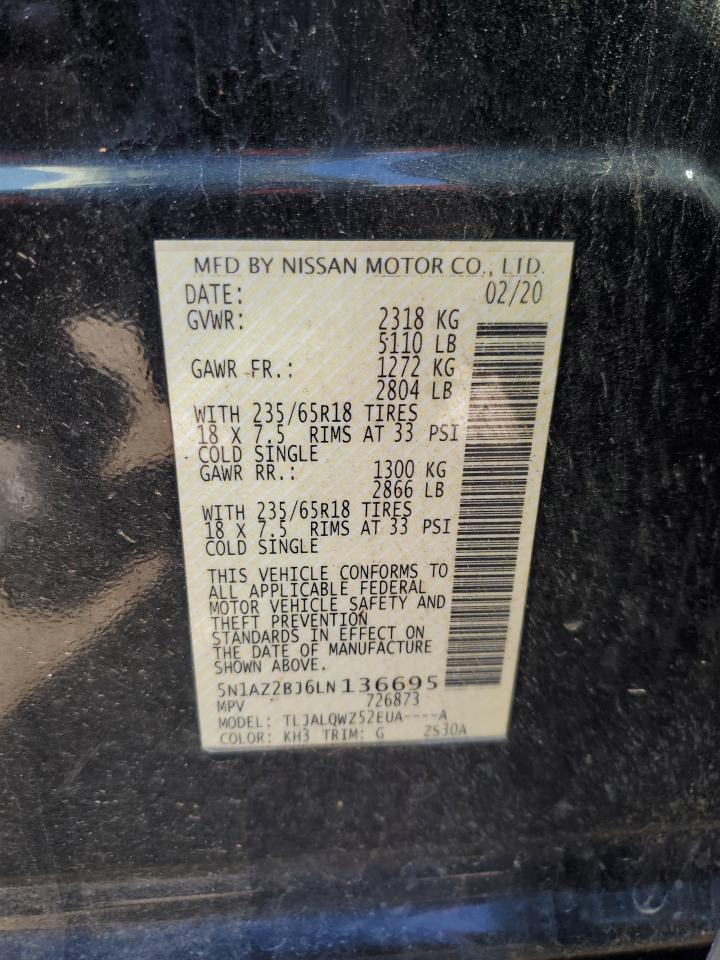 MFD BY NISSAN MOTOR CO., LTD.
DATE: 02/20
GVWR: 2318 KG
5110 LB
GAWR FR.: 1272 KG
2804 LB
WITH 235/65R18 TIRES
18 X 7.5 RIMS AT 33 PSI
COLD SINGLE
GAWR RR.: 1300 KG
2866 LB
WITH 235/65R18 TIRES
18 X 7.5 RIMS AT 33 PSI
COLD SINGLE
THIS VEHICLE CONFORMS TO
ALL APPLICABLE FEDERAL
MOTOR VEHICLE SAFETY AND
THEFT PREVENTION
STANDARDS IN EFFECT ON
THE DATE OF MANUFACTURE
SHOWN ABOVE.
5N1AZ2BJ6LN136695
MPV 726873
MODEL: TLJALQWZ52EUA----A
COLOR: KH3 TRIM: G ZS30A